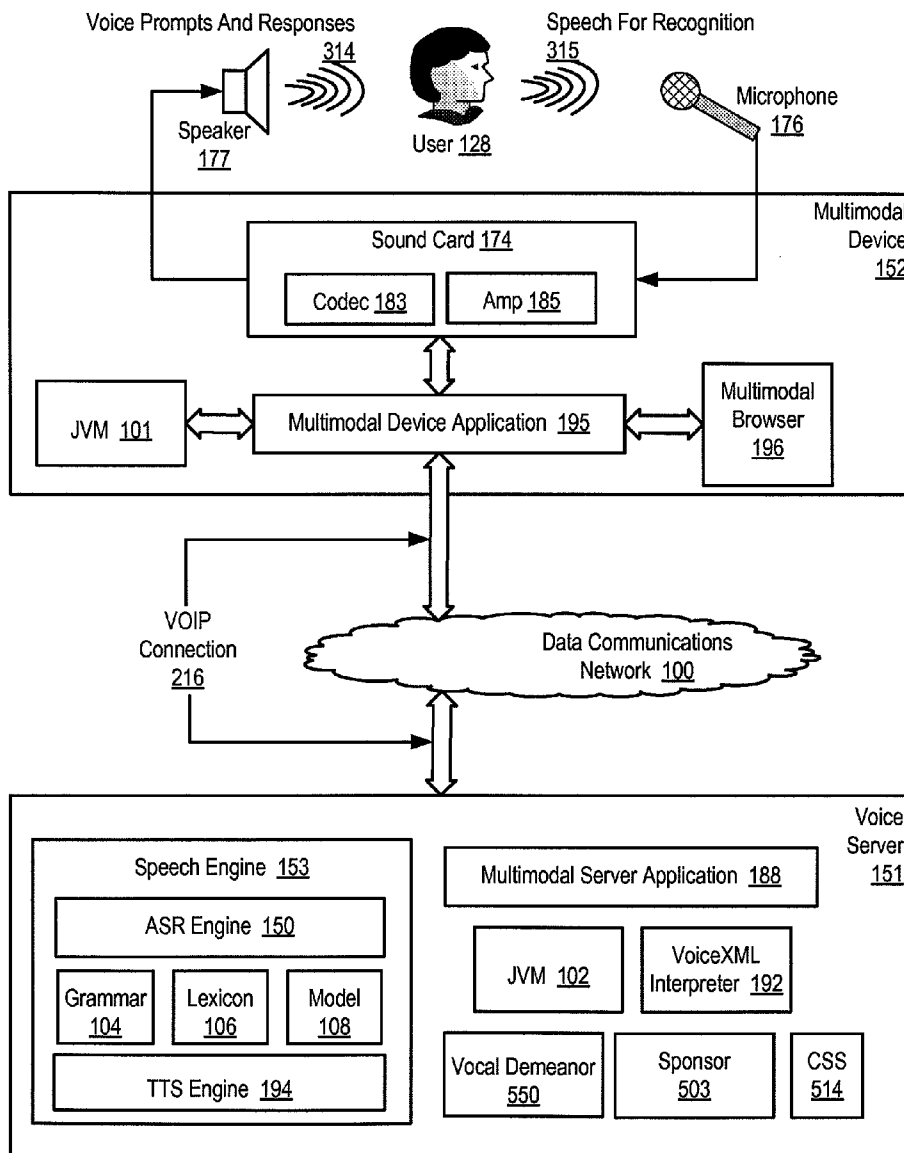 Voice Prompts And Responses
314
Speech For Recognition
315
Speaker
177
User 128
Microphone
176
Multimodal
Device
152
Sound Card 174
Codec 183
Amp 185
JVM 101
Multimodal Device Application 195
Multimodal
Browser
196
VOIP
Connection
216
Data Communications
Network 100
Voice
Server
151
Speech Engine 153
ASR Engine 150
Grammar
104
Lexicon
106
Model
108
TTS Engine 194
Multimodal Server Application 188
JVM 102
VoiceXML
Interpreter 192
Vocal Demeanor
550
Sponsor
503
CSS
514